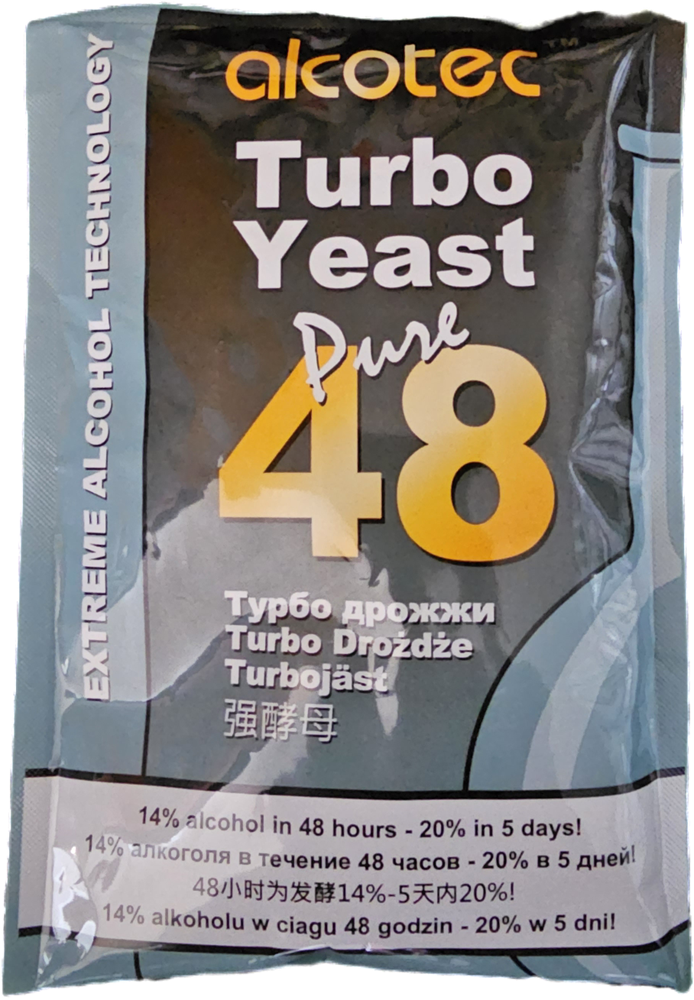 alcotec™
Turbo
Yeast
Pure
48
EXTREME ALCOHOL TECHNOLOGY
Турбо дрожжи
Turbo Drożdże
Turbojäst
强酵母
14% alcohol in 48 hours - 20% in 5 days!
14% алкоголя в течение 48 часов - 20% в 5 дней!
48小时为发酵14%-5天内20%!
14% alkoholu w ciagu 48 godzin - 20% w 5 dni!